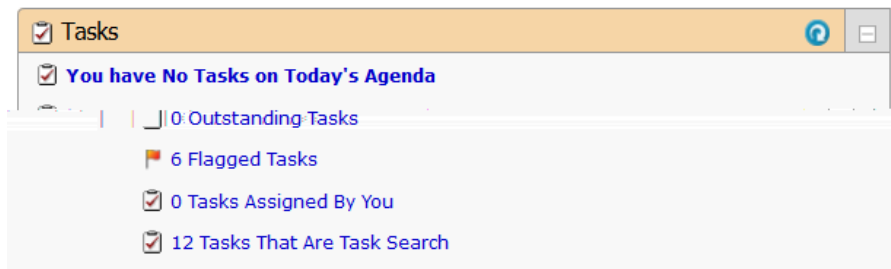 Tasks
You have No Tasks on Today's Agenda
0 Outstanding Tasks
6 Flagged Tasks
0 Tasks Assigned By You
12 Tasks That Are Task Search